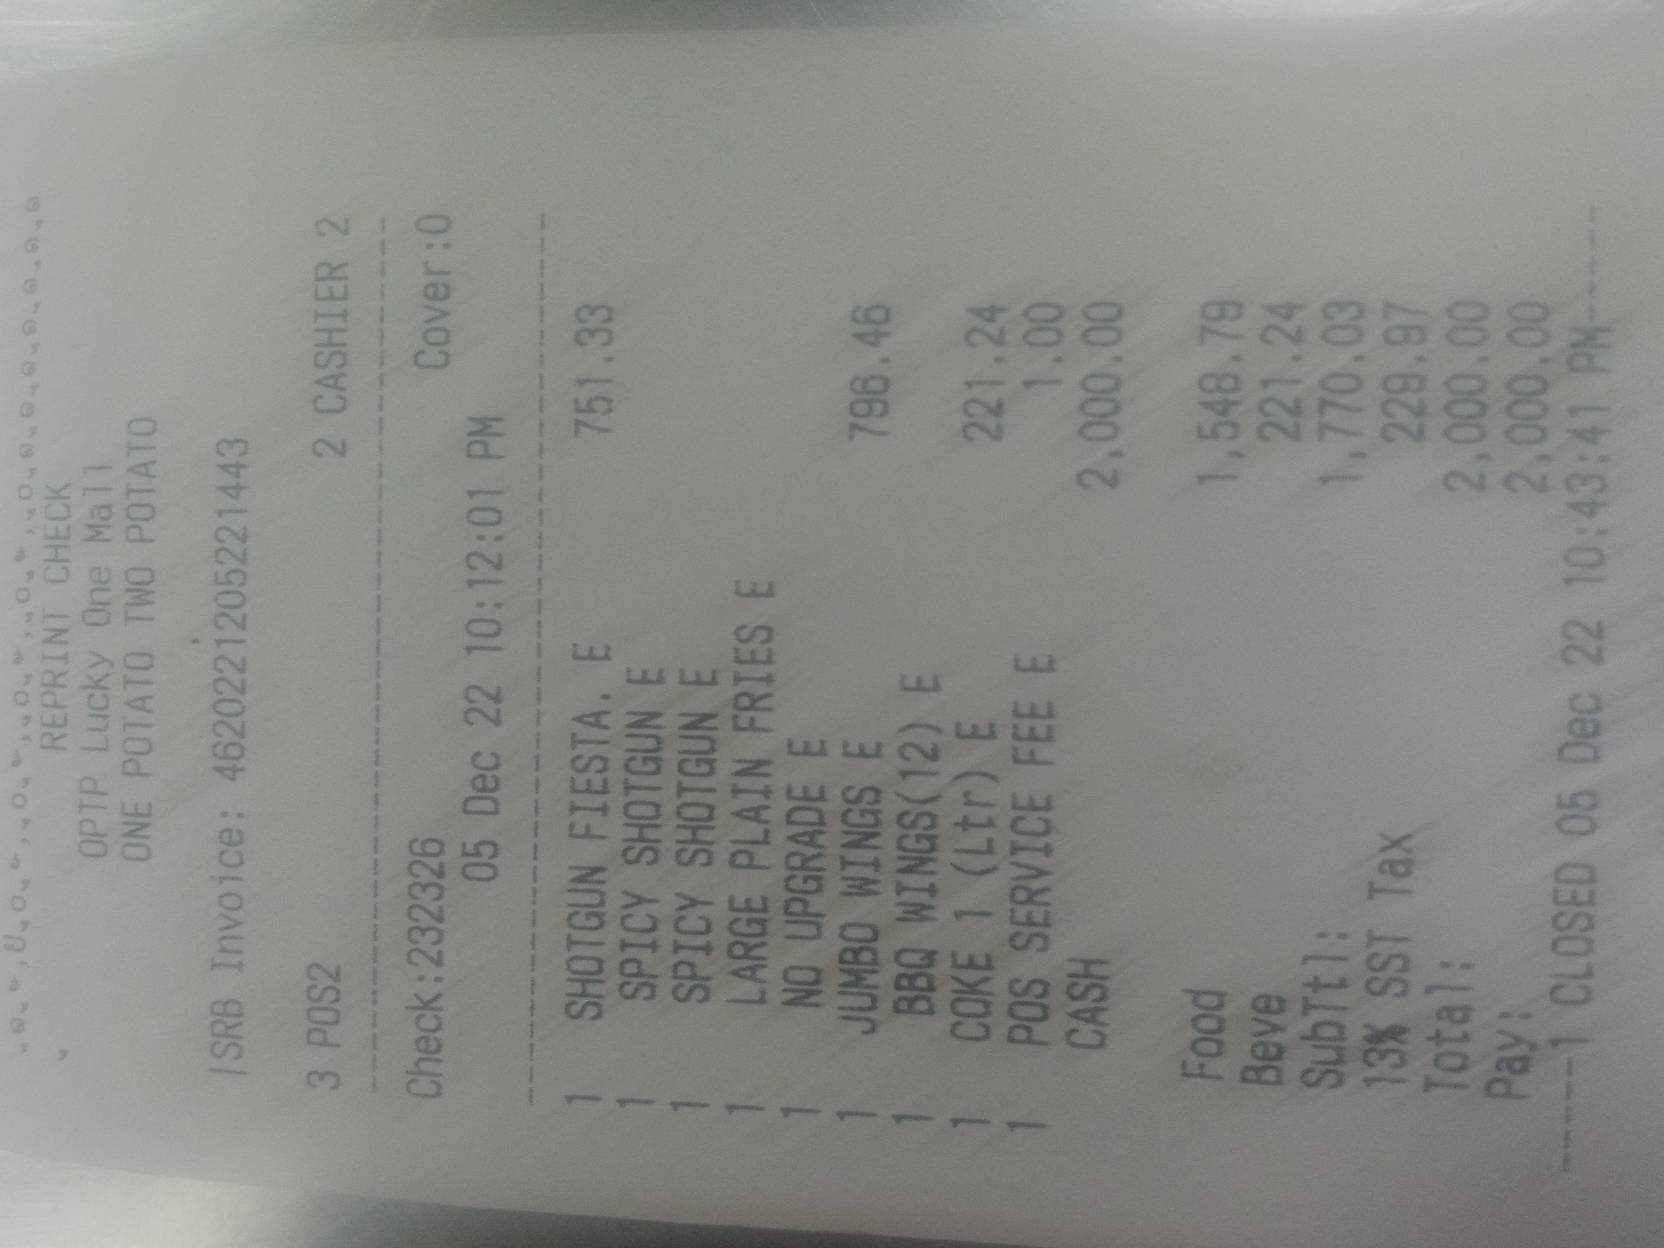 REPRINT CHECK
OPTP Lucky One Mall
ONE POTATO TWO POTATO
SRB Invoice: 4620221120522​1443
3 POS2 2 CASHIER 2
Check:232326 Cover:0
05 Dec 22 10:12:01 PM
1 SHOTGUN FIESTA. E 751.33
1 SPICY SHOTGUN E
1 SPICY SHOTGUN E
1 LARGE PLAIN FRIES E
1 NO UPGRADE E
1 JUMBO WINGS E 796.46
1 BBQ WINGS(12) E
1 COKE 1 (Ltr) E 221.24
1 POS SERVICE FEE E 1.00
CASH 2,000.00
Food 1,548.79
Beve 221.24
SubTtl: 1,770.03
13% SST Tax 229.97
Total: 2,000.00
Pay: 2,000.00
-----1 CLOSED 05 Dec 22 10:43:41 PM-----